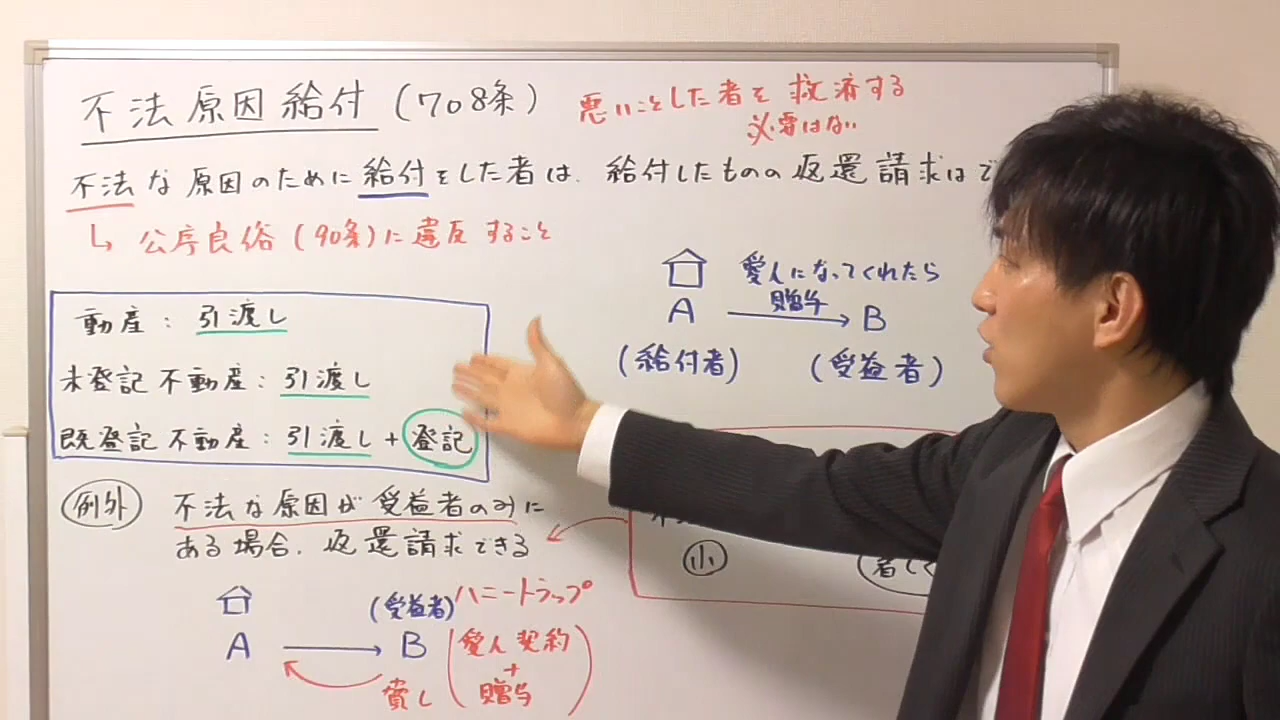 不法原因給付(708条)
悪いことした者を救済する
必要はない
不法な原因のために給付をした者は、給付したものの返還請求はで
↳ 公序良俗(90条)に違反すること
愛人になってくれたら
贈与
A → B
(給付者) (受益者)
動産：引渡し
未登記不動産：引渡し
既登記不動産：引渡し+登記
例外 不法な原因が受益者のみに
ある場合、返還請求できる
小
(受益者) ハニートラップ
A → B
愛人契約
+
贈与
貸し